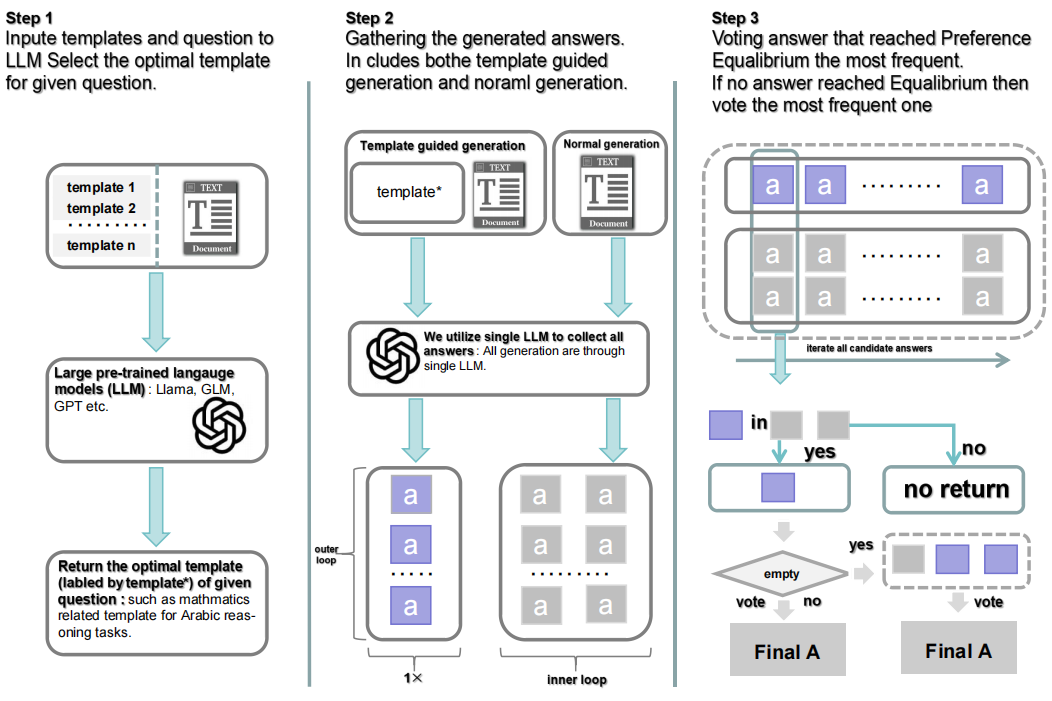 Step 1
Inpute templates and question to
LLM Select the optimal template
for given question.
template 1
template 2
. . . . . . . . .
template n
TEXT
T
Document
Large pre-trained langauge
models (LLM) : Llama, GLM,
GPT etc.
Return the optimal template
(labled by template*) of given
question : such as mathmatics
related template for Arabic reas-
oning tasks.
Step 2
Gathering the generated answers.
In cludes bothe template guided
generation and noraml generation.
Template guided generation
template*
TEXT
T
Document
Normal generation
TEXT
T
Document
We utilize single LLM to collect all
answers : All generation are through
single LLM.
outer
loop
a
a
. . . . .
a
1×
a a
a a
. . . . . . . . .
a a
inner loop
Step 3
Voting answer that reached Preference
Equalibrium the most frequent.
If no answer reached Equalibrium then
vote the most frequent one
a a . . . . . . . . . a
a a . . . . . . . . . a
a a . . . . . . . . . a
iterate all candidate answers
in
yes
no
no return
empty
yes
vote
no
vote
Final A
Final A